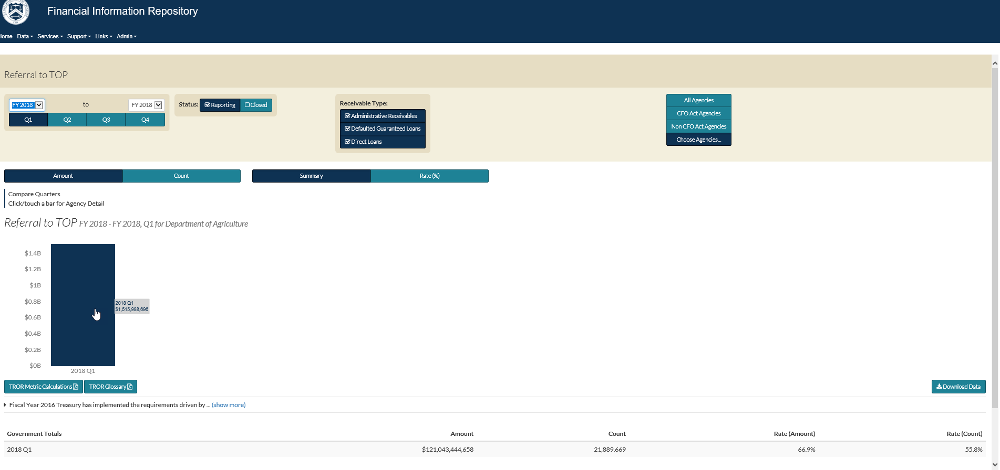 Financial Information Repository
Home Data Services Support Links Admin
Referral to TOP
FY 2018 to FY 2018
Q1 Q2 Q3 Q4
Status: Reporting Closed
Receivable Type:
Administrative Receivables
Defaulted Guaranteed Loans
Direct Loans
All Agencies
CFO Act Agencies
Non CFO Act Agencies
Choose Agencies...
Amount Count Summary Rate (%)
Compare Quarters
Click/touch a bar for Agency Detail
Referral to TOP FY 2018 - FY 2018, Q1 for Department of Agriculture
$1.4B
$1.2B
$1B
$0.8B
$0.6B
$0.4B
$0.2B
$0B
2018 Q1
$1,515,988,696
2018 Q1
TROR Metric Calculations TROR Glossary Download Data
Fiscal Year 2016 Treasury has implemented the requirements driven by ... (show more)
Government Totals Amount Count Rate (Amount) Rate (Count)
2018 Q1 $121,043,444,658 21,889,669 66.9% 55.8%